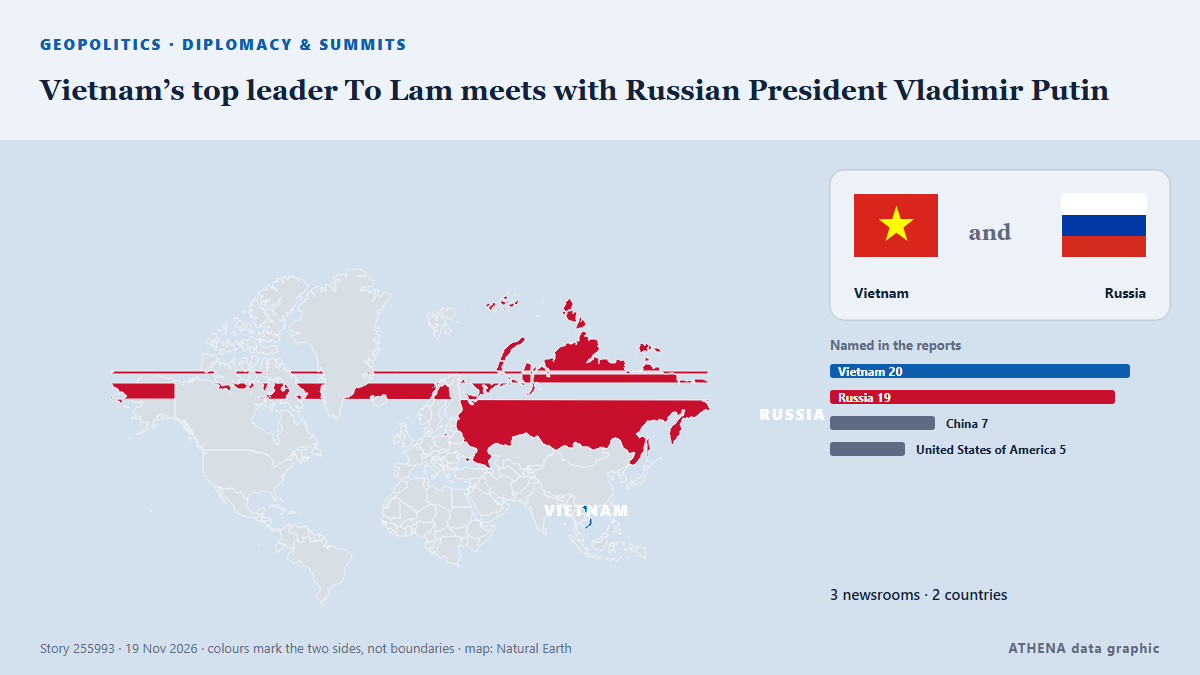 GEOPOLITICS · DIPLOMACY & SUMMITS
Vietnam’s top leader To Lam meets with Russian President Vladimir Putin
and
Vietnam
Russia
Named in the reports
Vietnam 20
Russia 19
China 7
United States of America 5
RUSSIA
VIETNAM
3 newsrooms · 2 countries
Story 255993 · 19 Nov 2026 · colours mark the two sides, not boundaries · map: Natural Earth
ATHENA data graphic